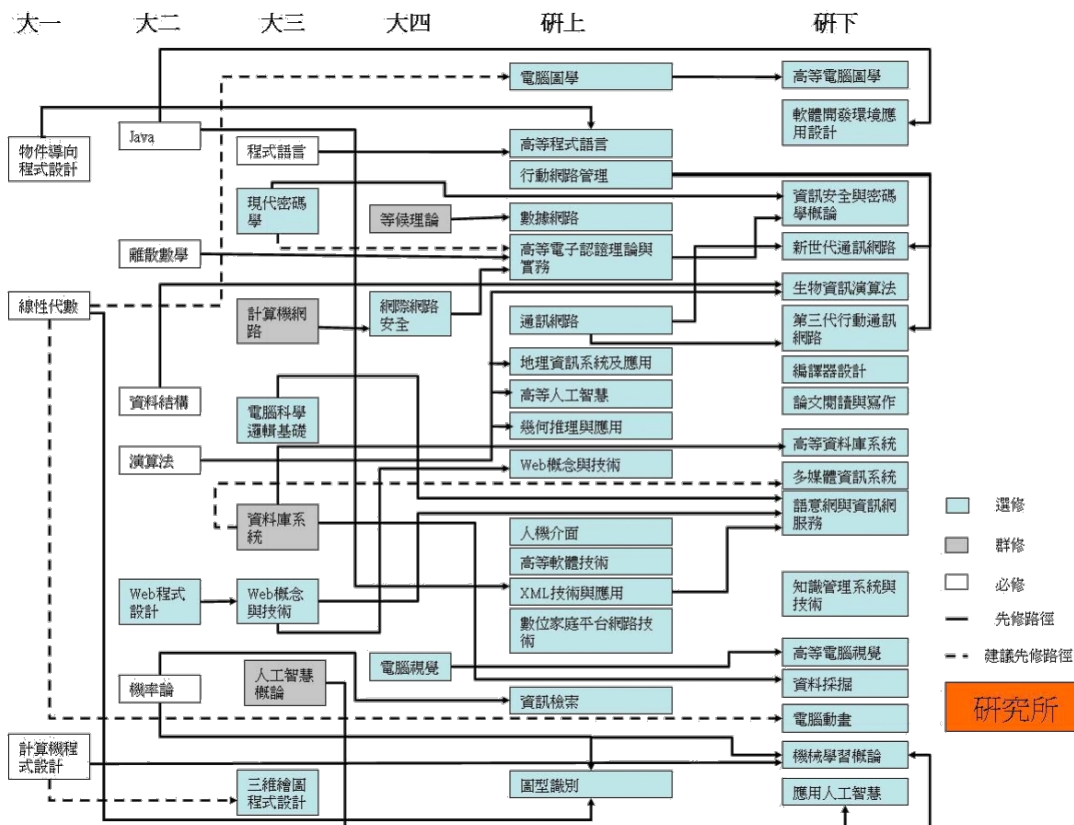 大一
大二
大三
大四
研上
研下
物件導向
程式設計
線性代數
計算機程
式設計
Java
離散數學
資料結構
演算法
Web程式
設計
機率論
程式語言
現代密碼
學
計算機網
路
電腦科學
邏輯基礎
資料庫系
統
Web概念
與技術
人工智慧
概論
三維繪圖
程式設計
等候理論
網際網路
安全
電腦視覺
電腦圖學
高等程式語言
行動網路管理
數據網路
高等電子認證理論與
實務
通訊網路
地理資訊系統及應用
高等人工智慧
幾何推理與應用
Web概念與技術
人機介面
高等軟體技術
XML技術與應用
數位家庭平台網路技
術
資訊檢索
圖型識別
高等電腦圖學
軟體開發環境應
用設計
資訊安全與密碼
學概論
新世代通訊網路
生物資訊演算法
第三代行動通訊
網路
編譯器設計
論文閱讀與寫作
高等資料庫系統
多媒體資訊系統
語意網與資訊網
服務
知識管理系統與
技術
高等電腦視覺
資料採掘
電腦動畫
機械學習概論
應用人工智慧
選修
群修
必修
先修路徑
建議先修路徑
研究所